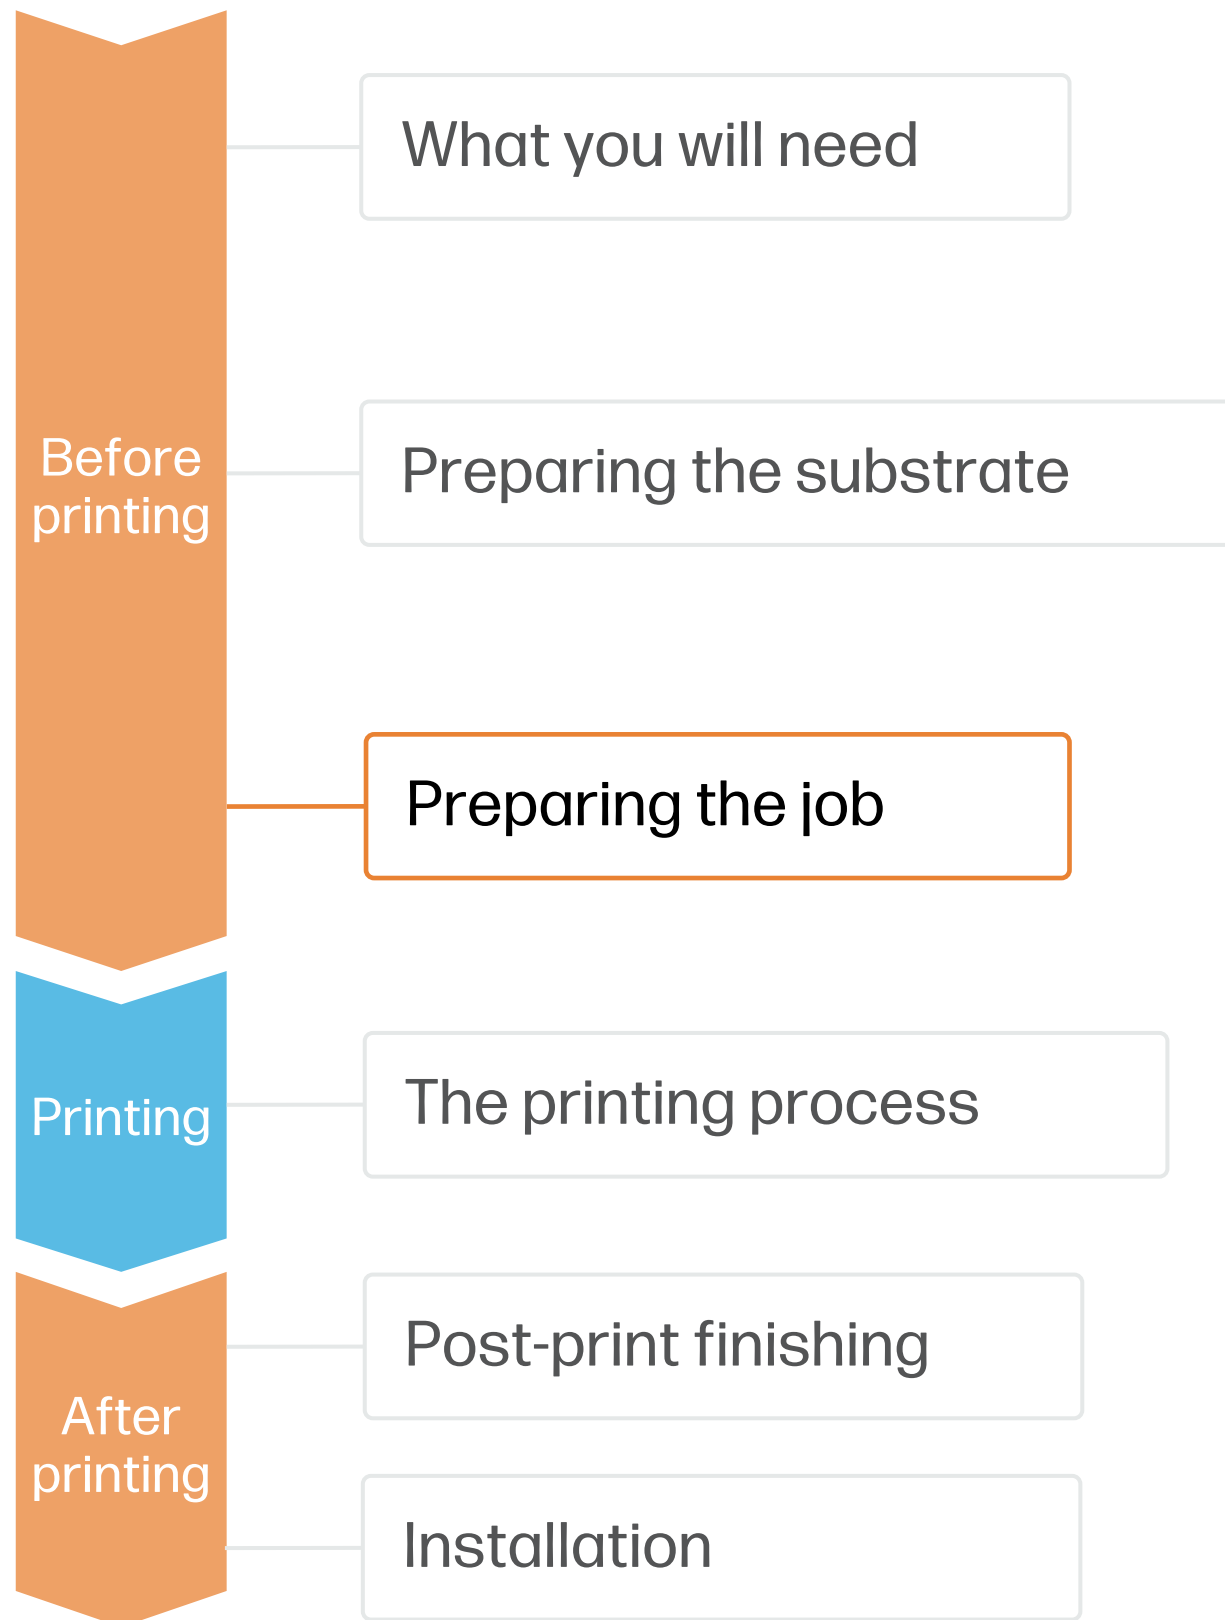 What you will need
Before
printing
Preparing the substrate
Preparing the job
Printing
The printing process
After
printing
Post-print finishing
Installation